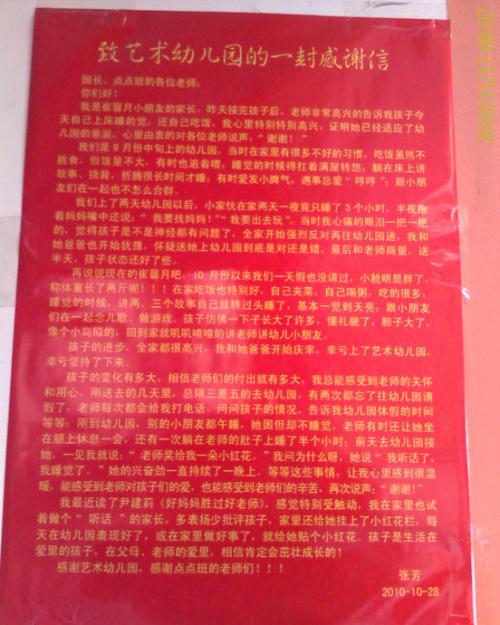 致艺术幼儿园的一封感谢信
园长、点点班的各位老师：
你们好！
我是崔馨月小朋友的家长，昨天接完孩子后，老师非常高兴的告诉我孩子今
天自己上床睡的觉，还自己吃饭，我心里特别特别高兴，证明她已经适应了幼
儿园的生活，心里由衷的对各位老师说声：“谢谢！”
我们是9月份中旬上的幼儿园，当时在家里有很多不好的习惯，吃饭虽然不
挑食，但饭量不大，有时也追着喂；睡觉的时候得扛着满屋转悠，躺在床上讲
故事、挠背，折腾很长时间才睡；有时爱发小脾气，遇事总爱“哼哼”；跟小朋
友们在一起也不怎么合群。
我们上了两天幼儿园以后，小家伙在家两天一夜竟只睡了3个小时，半夜抱
着妈妈嘴中还说：“我要找妈妈！”“我要出去玩”。当时我心痛的眼泪一把一把
的，觉得孩子是不是神经都有问题了，全家开始强烈反对再往幼儿园送，我和
她爸爸也开始犹豫，怀疑送她上幼儿园到底是对还是错。最后和老师商量，送
半天，孩子状态还好了些。
再说说现在的崔馨月吧，10月份以来我们一天假也没请过，小脸明显胖了，
称体重长了两斤呢！！！在家吃饭也特别好，自己夹菜，自己喝粥，吃的很多；
睡觉的时候，讲两、三个故事自己就转过头睡了，基本一觉到天亮；跟小朋友
们在一起念儿歌、做游戏。孩子仿佛一下子长大了许多，懂礼貌了，胆子大了，
像个小鸟似的，回到家就叽叽喳喳的讲老师讲幼儿小朋友。
孩子的进步，全家都很高兴，我和她爸爸开始庆幸，幸亏上了艺术幼儿园，
幸亏坚持了下来。
孩子的变化有多大，相信老师们的付出就有多大，我总能感受到老师的关怀
和用心。刚送去的几天里，总隔三差五的去幼儿园，有两次都忘了往幼儿园请
假了，老师每次都会给我打电话，问问孩子的情况，告诉我幼儿园休假的时间
等等；刚到幼儿园，别的小朋友都午睡，她困但却不睡觉，老师有时还让她坐
在腿上休息一会，还有一次躺在老师的肚子上睡了半个小时；前天去幼儿园接
她，一见我就说：“老师奖给我一朵小红花。”我问为什么呀，她说“我听话了，
我睡觉了。”她的兴奋劲一直持续了一晚上。等等这些事情，让我心里感到很温
暖，能感受到老师对孩子们的爱，也能感受到老师们的辛苦，再次说声：“谢谢！”
我最近读了尹建莉《好妈妈胜过好老师》，感觉特别受触动，我在家里也试
着做个“听话”的家长，多表扬少批评孩子，家里还给她挂上了小红花栏，每
天在幼儿园表现好了，或在家里做好事了，就给她贴个小红花。孩子是生活在
爱里的孩子，在父母、老师的爱里，相信肯定会茁壮成长的！
感谢艺术幼儿园，感谢点点班的老师们！！！
张芳
2010-10-28